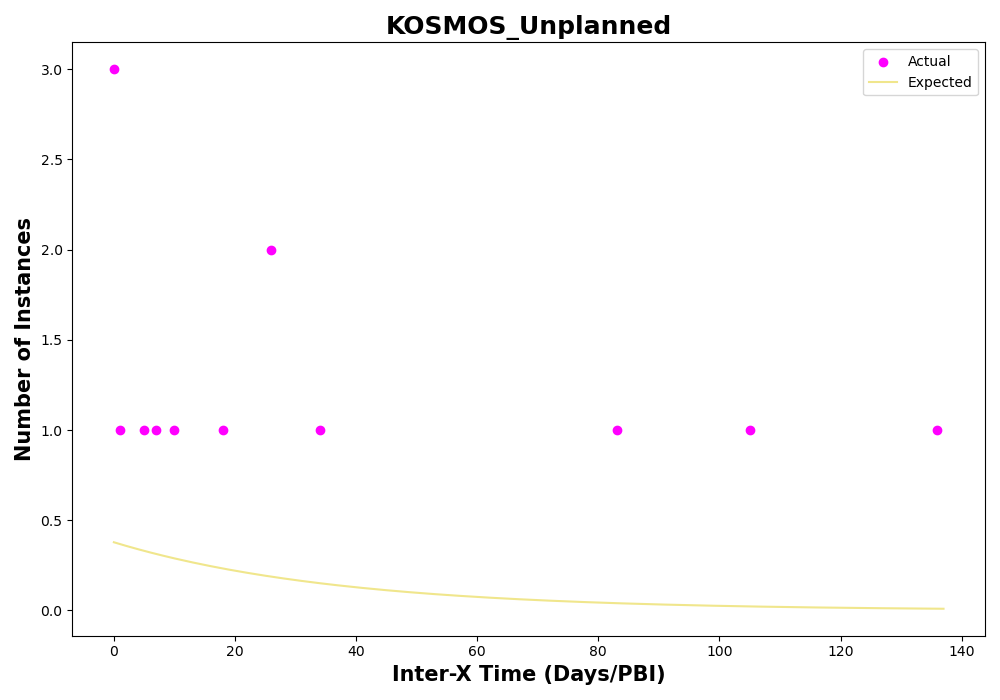 KOSMOS_Unplanned
Actual
Expected
3.0
2.5
2.0
1.5
1.0
0.5
0.0
Number of Instances
0 20 40 60 80 100 120 140
Inter-X Time (Days/PBI)